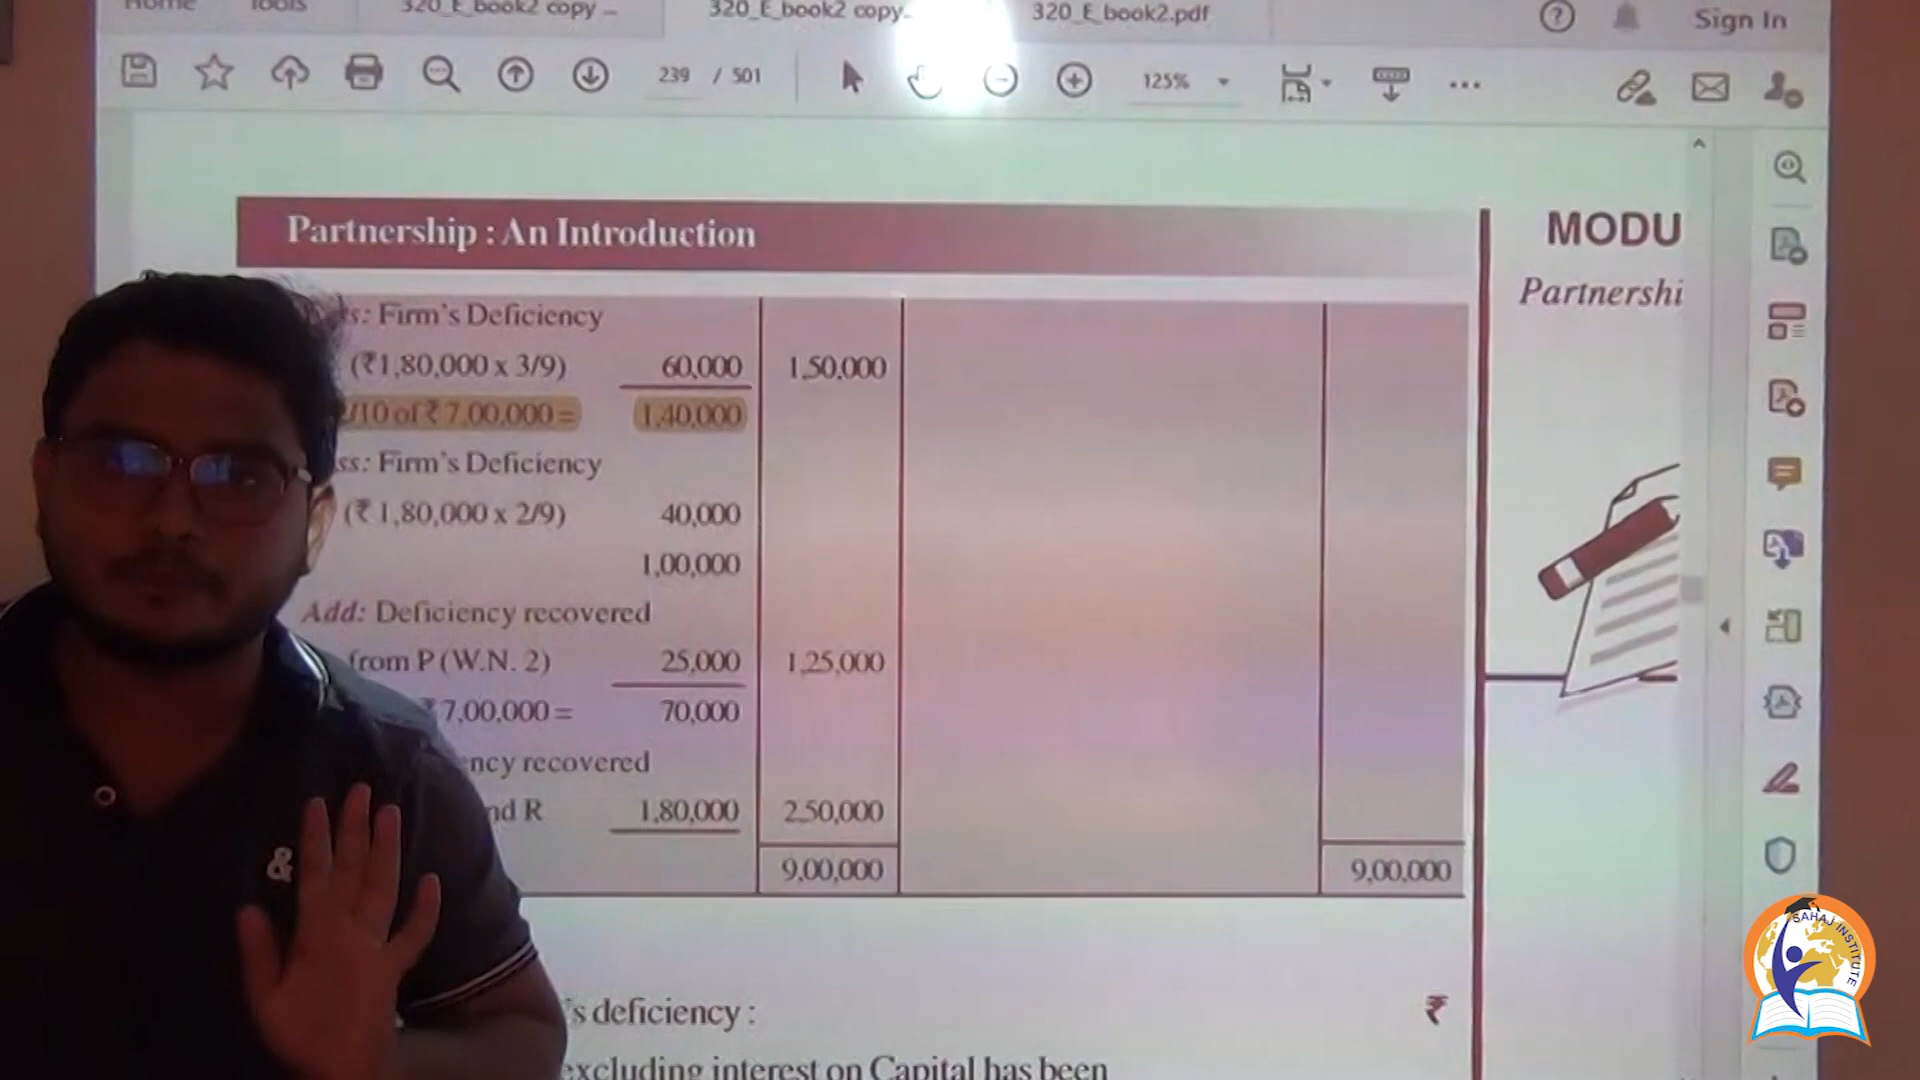 Home Tools 320_E_book2 copy ... 320_E_book2 copy... 320_E_book2.pdf Sign In
239 / 501 125%
Partnership : An Introduction
MODU
Partnershi
s: Firm's Deficiency
(₹1,80,000 x 3/9) 60,000 1,50,000
/10 of ₹ 7,00,000 = 1,40,000
ss: Firm's Deficiency
(₹ 1,80,000 x 2/9) 40,000
1,00,000
Add: Deficiency recovered
from P (W.N. 2) 25,000 1,25,000
₹ 7,00,000 = 70,000
ncy recovered
nd R 1,80,000 2,50,000
9,00,000 9,00,000
's deficiency : ₹
excluding interest on Capital has been
&
SAHAJ INSTITUTE